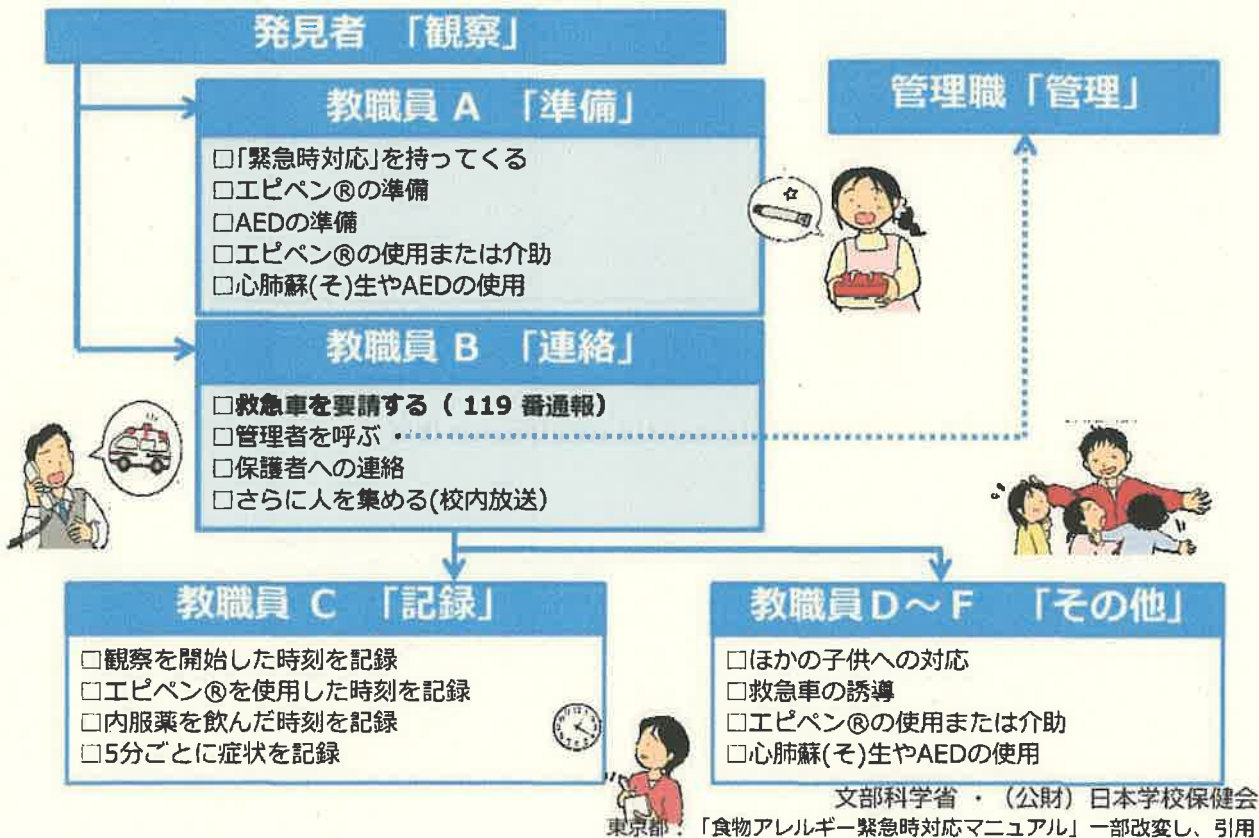 発見者 「観察」
教職員 A 「準備」
□「緊急時対応」を持ってくる
□エピペン®の準備
□AEDの準備
□エピペン®の使用または介助
□心肺蘇(そ)生やAEDの使用
管理職「管理」
教職員 B 「連絡」
□救急車を要請する（ 119 番通報）
□管理者を呼ぶ
□保護者への連絡
□さらに人を集める(校内放送）
教職員 C 「記録」
□観察を開始した時刻を記録
□エピペン®を使用した時刻を記録
□内服薬を飲んだ時刻を記録
□5分ごとに症状を記録
教職員D～F 「その他」
□ほかの子供への対応
□救急車の誘導
□エピペン®の使用または介助
□心肺蘇(そ)生やAEDの使用
文部科学省 ・ （公財）日本学校保健会
東京都：「食物アレルギー緊急時対応マニュアル」一部改変し、引用